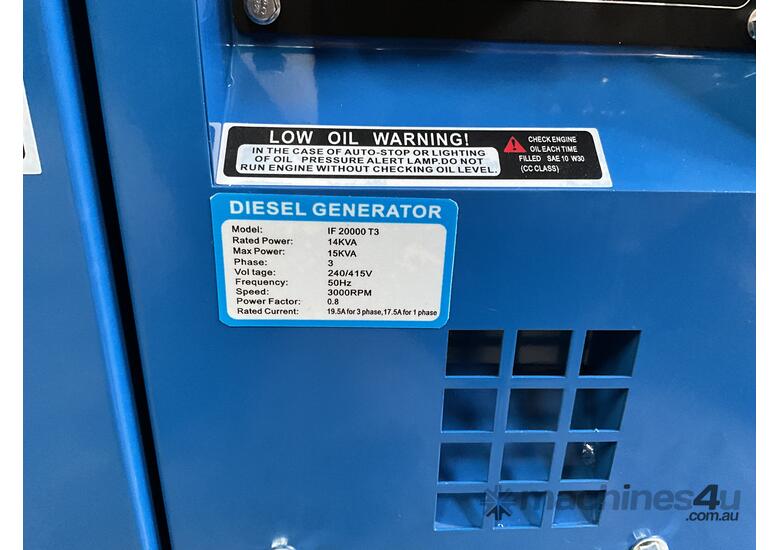 LOW OIL WARNING!
IN THE CASE OF AUTO-STOP OR LIGHTING
OF OIL PRESSURE ALERT LAMP.DO NOT
RUN ENGINE WITHOUT CHECKING OIL LEVEL.
CHECK ENGINE
OIL EACH TIME
FILLED SAE 10 W30
(CC CLASS)
DIESEL GENERATOR
Model: IF 20000 T3
Rated Power: 14KVA
Max Power: 15KVA
Phase: 3
Vol tage: 240/415V
Frequency: 50Hz
Speed: 3000RPM
Power Factor: 0.8
Rated Current: 19.5A for 3 phase,17.5A for 1 phase
machines4u
.com.au